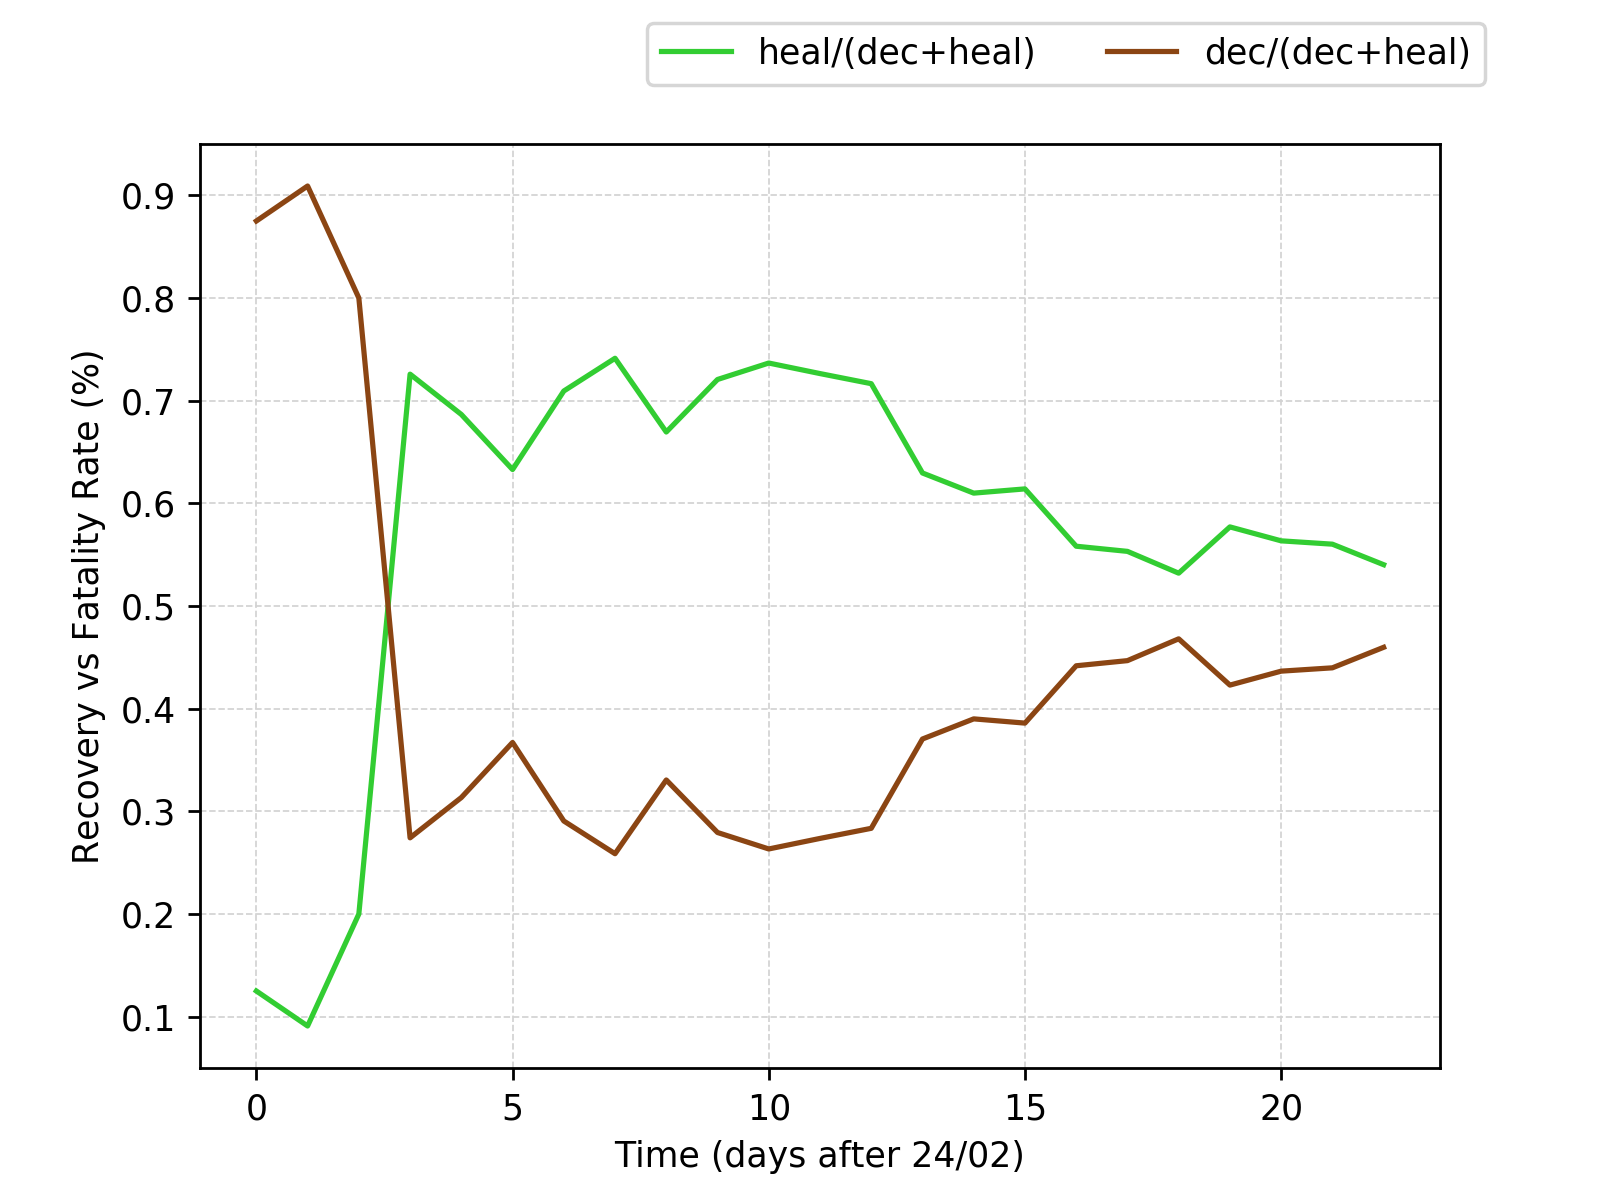 heal/(dec+heal) dec/(dec+heal)
Recovery vs Fatality Rate (%)
0.9
0.8
0.7
0.6
0.5
0.4
0.3
0.2
0.1
0 5 10 15 20
Time (days after 24/02)